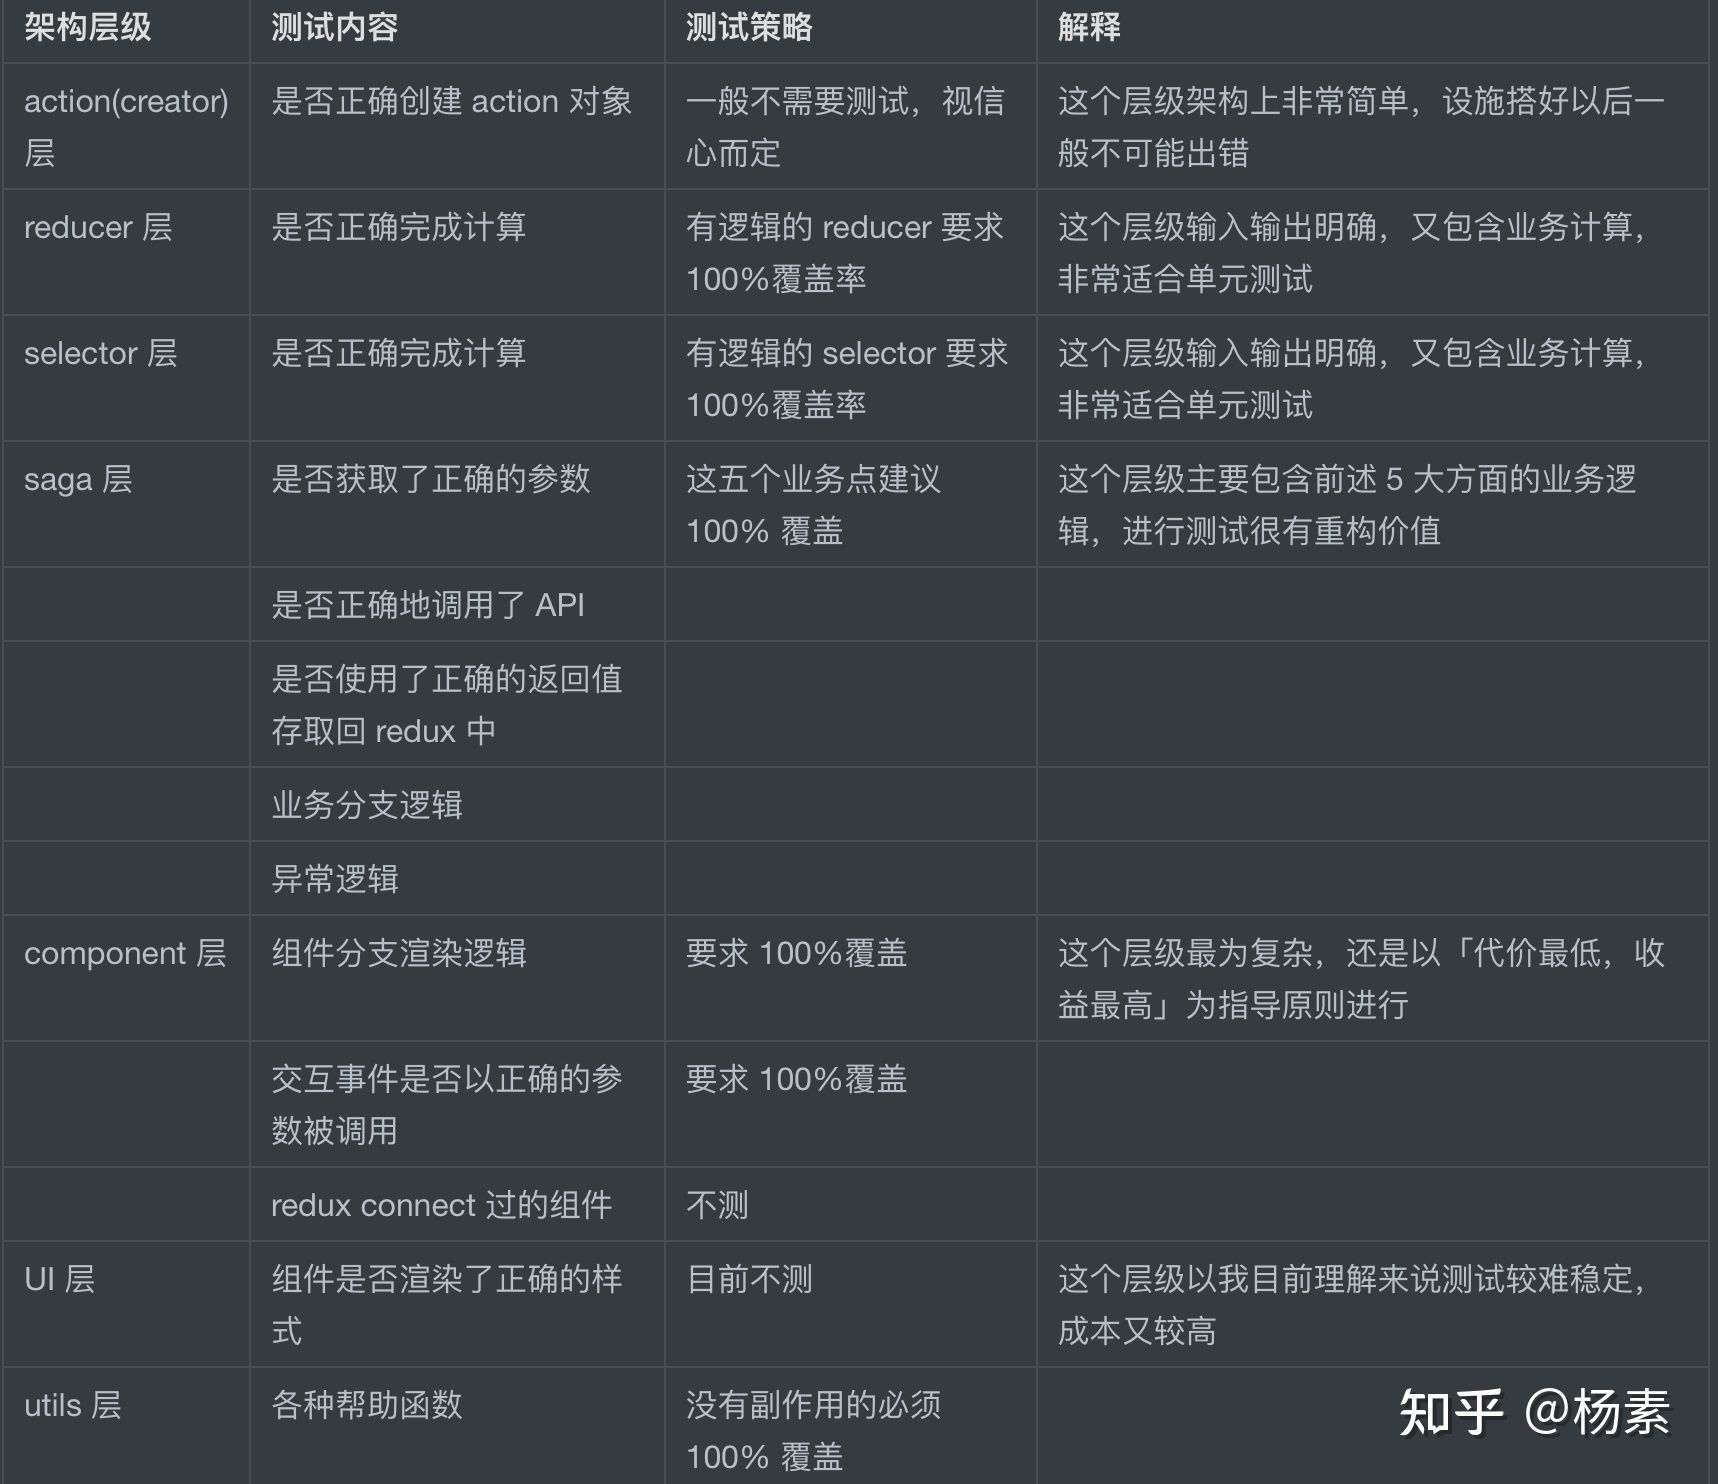 架构层级 测试内容 测试策略 解释
action(creator) 是否正确创建 action 对象 一般不需要测试，视信 这个层级架构上非常简单，设施搭好以后一
层 心而定 般不可能出错
reducer 层 是否正确完成计算 有逻辑的 reducer 要求 这个层级输入输出明确，又包含业务计算，
100%覆盖率 非常适合单元测试
selector 层 是否正确完成计算 有逻辑的 selector 要求 这个层级输入输出明确，又包含业务计算，
100%覆盖率 非常适合单元测试
saga 层 是否获取了正确的参数 这五个业务点建议 这个层级主要包含前述 5 大方面的业务逻
100% 覆盖 辑，进行测试很有重构价值
是否正确地调用了 API
是否使用了正确的返回值
存取回 redux 中
业务分支逻辑
异常逻辑
component 层 组件分支渲染逻辑 要求 100%覆盖 这个层级最为复杂，还是以「代价最低，收
益最高」为指导原则进行
交互事件是否以正确的参 要求 100%覆盖
数被调用
redux connect 过的组件 不测
UI 层 组件是否渲染了正确的样 目前不测 这个层级以我目前理解来说测试较难稳定，
式 成本又较高
utils 层 各种帮助函数 没有副作用的必须
100% 覆盖
知乎 @杨素